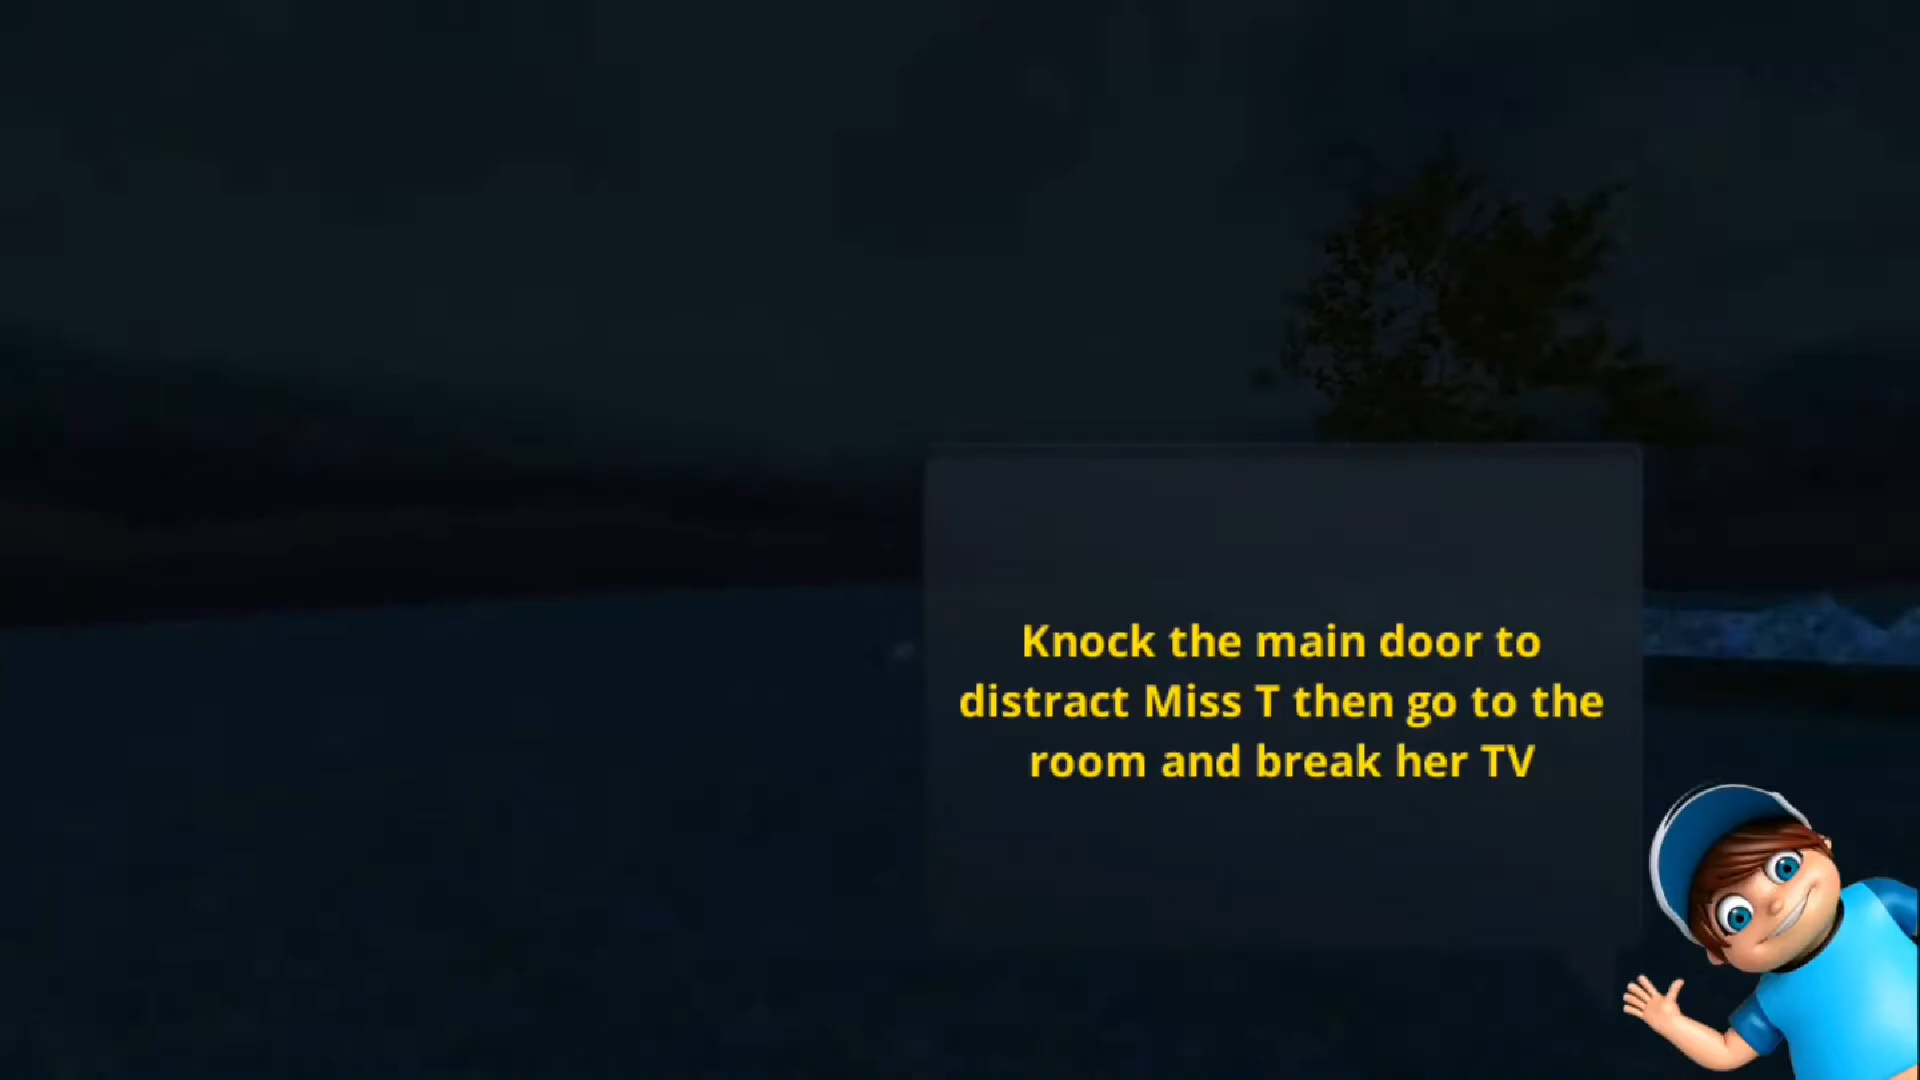 Knock the main door to
distract Miss T then go to the
room and break her TV